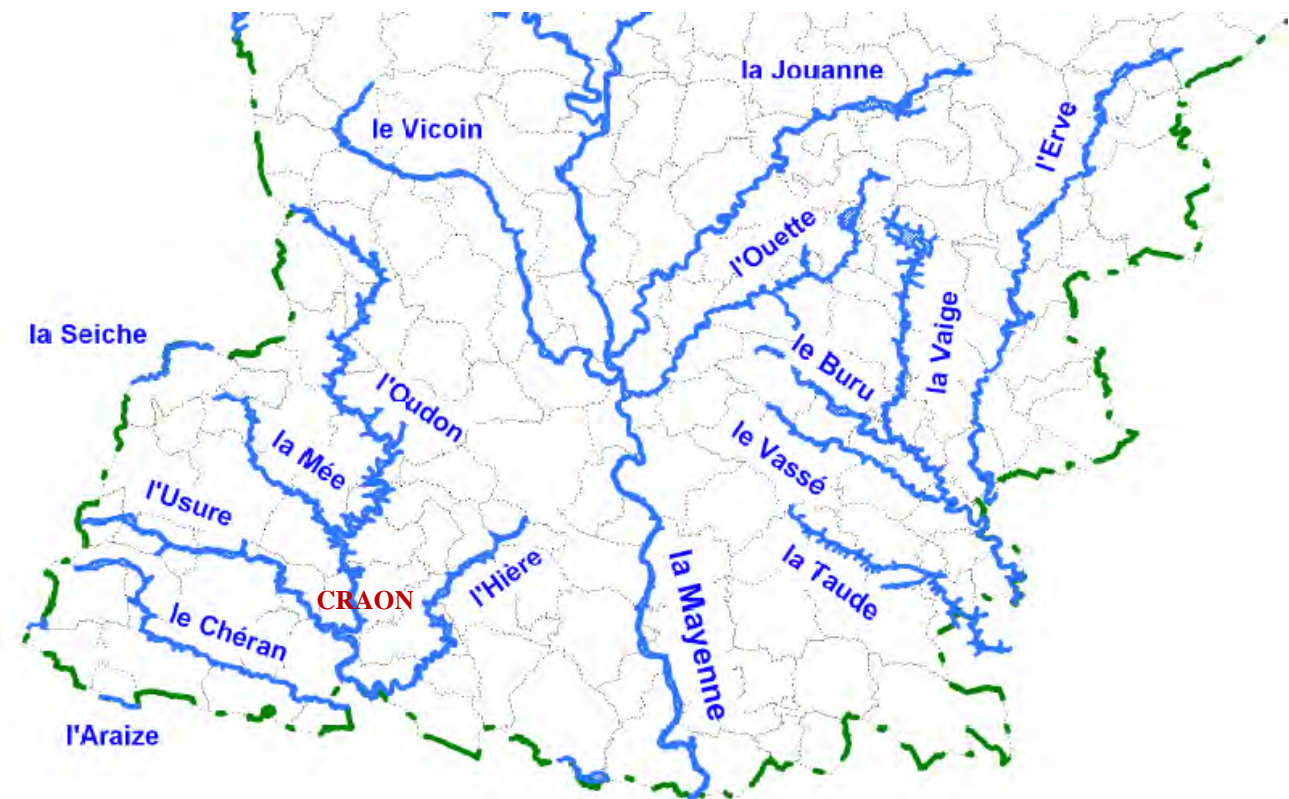 la Jouanne
le Vicoin
l'Erve
l'Ouette
la Seiche
la Vaige
le Buru
l'Oudon
la Mée
le Vassé
l'Usure
l'Hière
la Mayenne
la Taude
CRAON
le Chéran
l'Araize